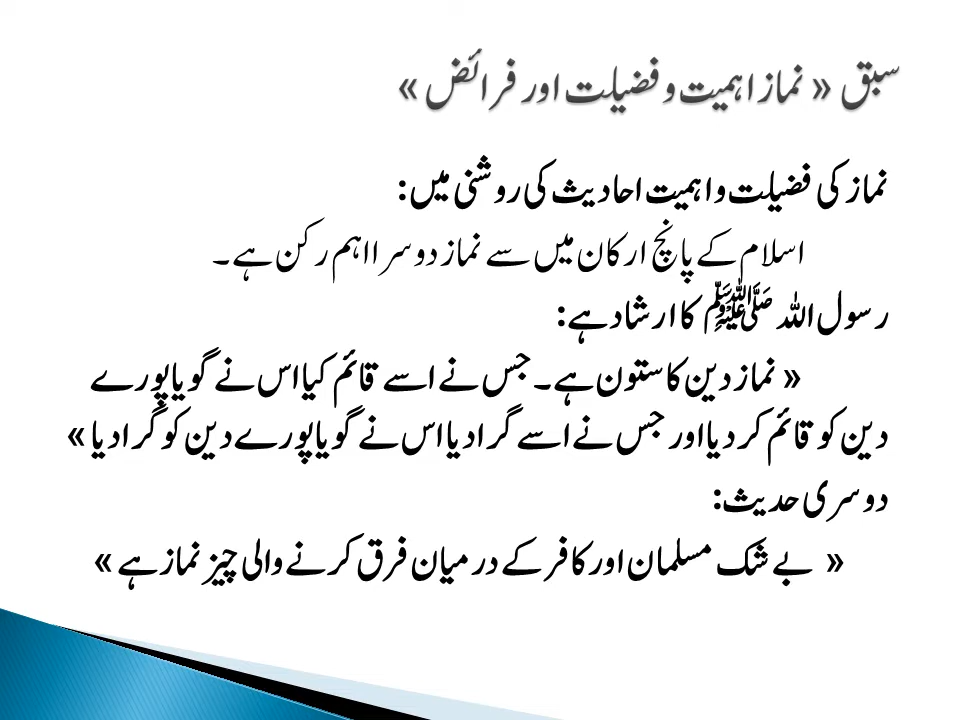 سبق « نماز اہمیت و فضیلت اور فرائض »
نماز کی فضیلت و اہمیت احادیث کی روشنی میں:
اسلام کے پانچ ارکان میں سے نماز دوسرا اہم رکن ہے۔
رسول اللہ ﷺ کا ارشاد ہے:
« نماز دین کا ستون ہے۔ جس نے اسے قائم کیا اس نے گویا پورے
دین کو قائم کر دیا اور جس نے اسے گرا دیا اس نے گویا پورے دین کو گرا دیا »
دوسری حدیث:
« بے شک مسلمان اور کافر کے درمیان فرق کرنے والی چیز نماز ہے »